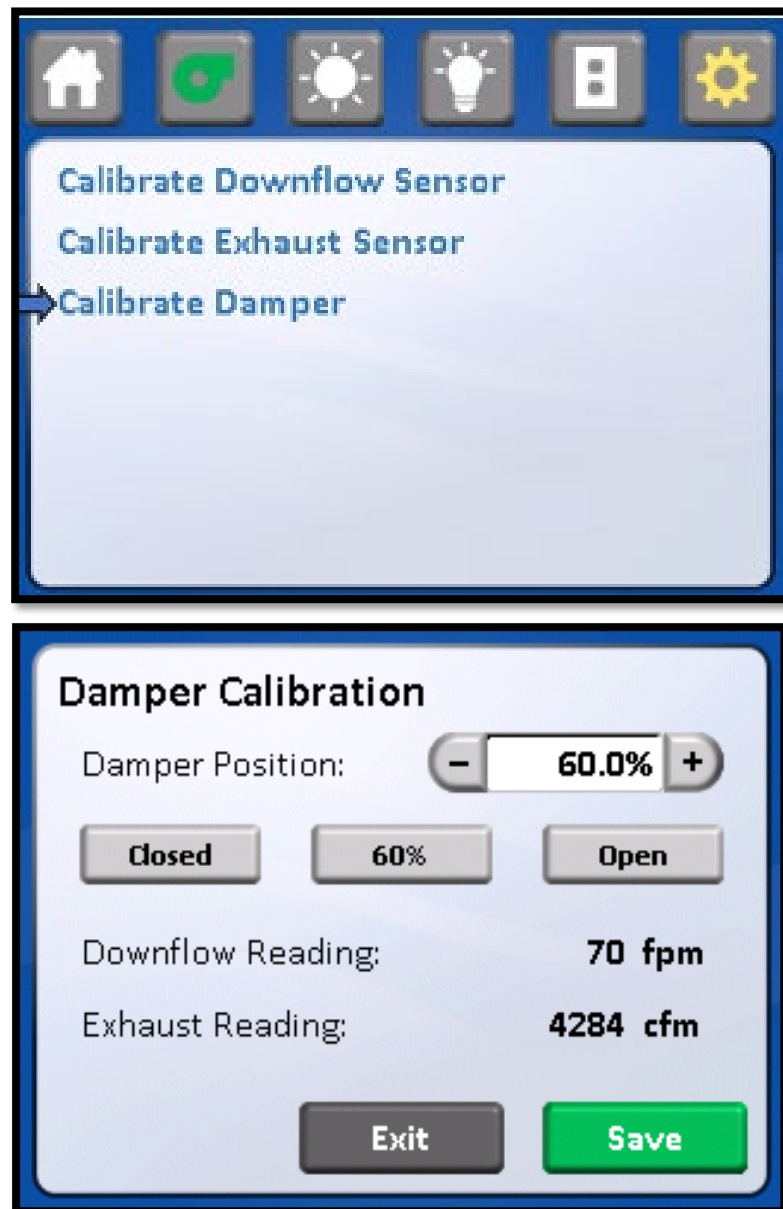 Calibrate Downflow Sensor
Calibrate Exhaust Sensor
Calibrate Damper
Damper Calibration
Damper Position: - 60.0% +
Closed 60% Open
Downflow Reading: 70 fpm
Exhaust Reading: 4284 cfm
Exit Save